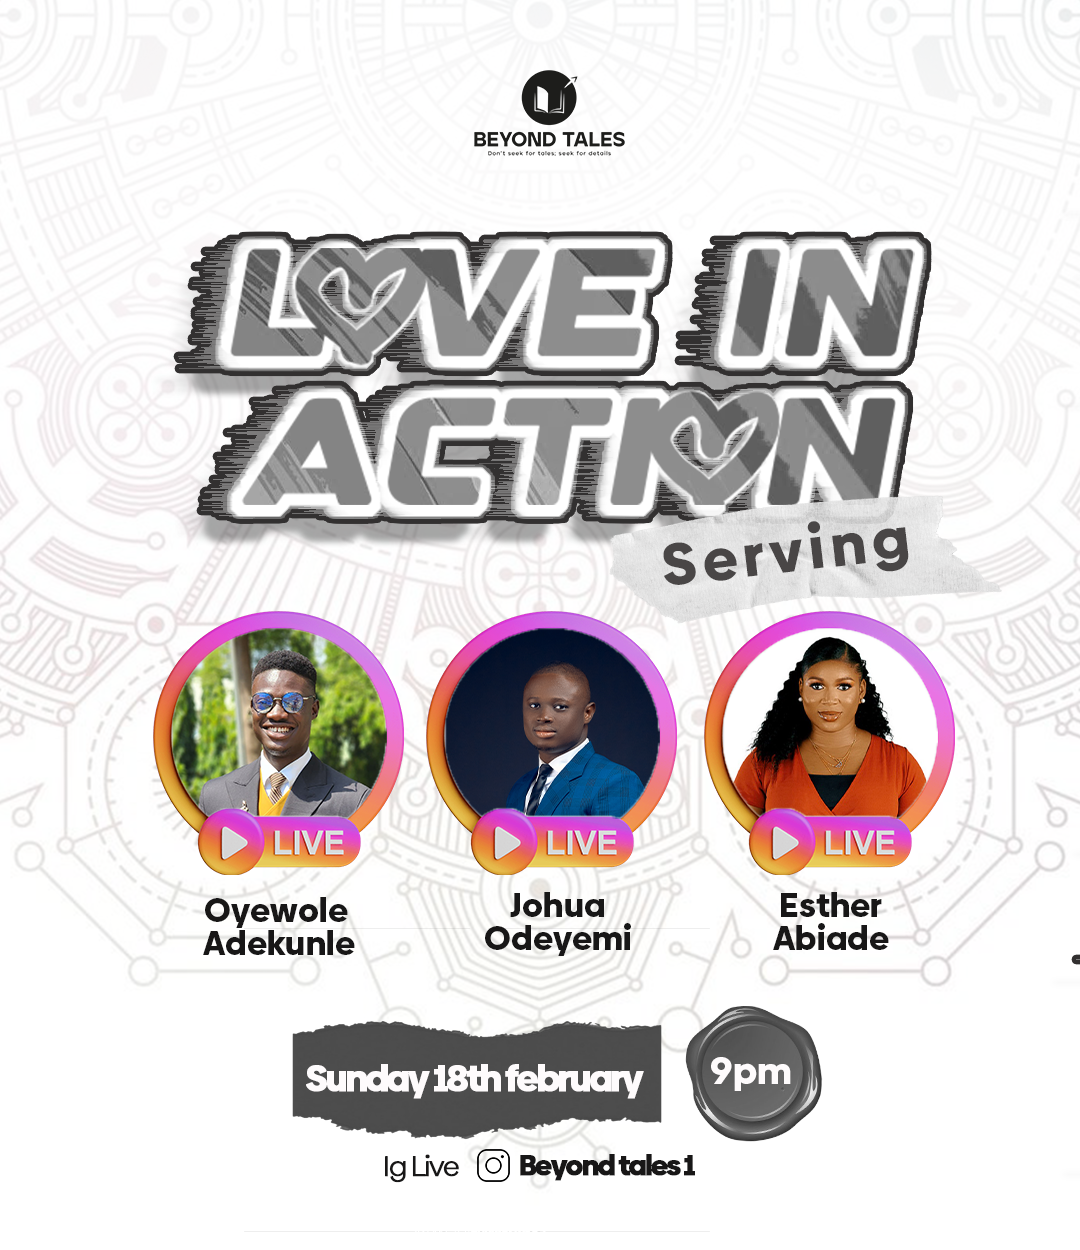 BEYOND TALES
Don't seek for tales; seek for details
LOVE IN
ACTION
Serving
LIVE
LIVE
LIVE
Oyewole
Adekunle
Johua
Odeyemi
Esther
Abiade
Sunday 18th february
9pm
Ig Live Beyond tales 1